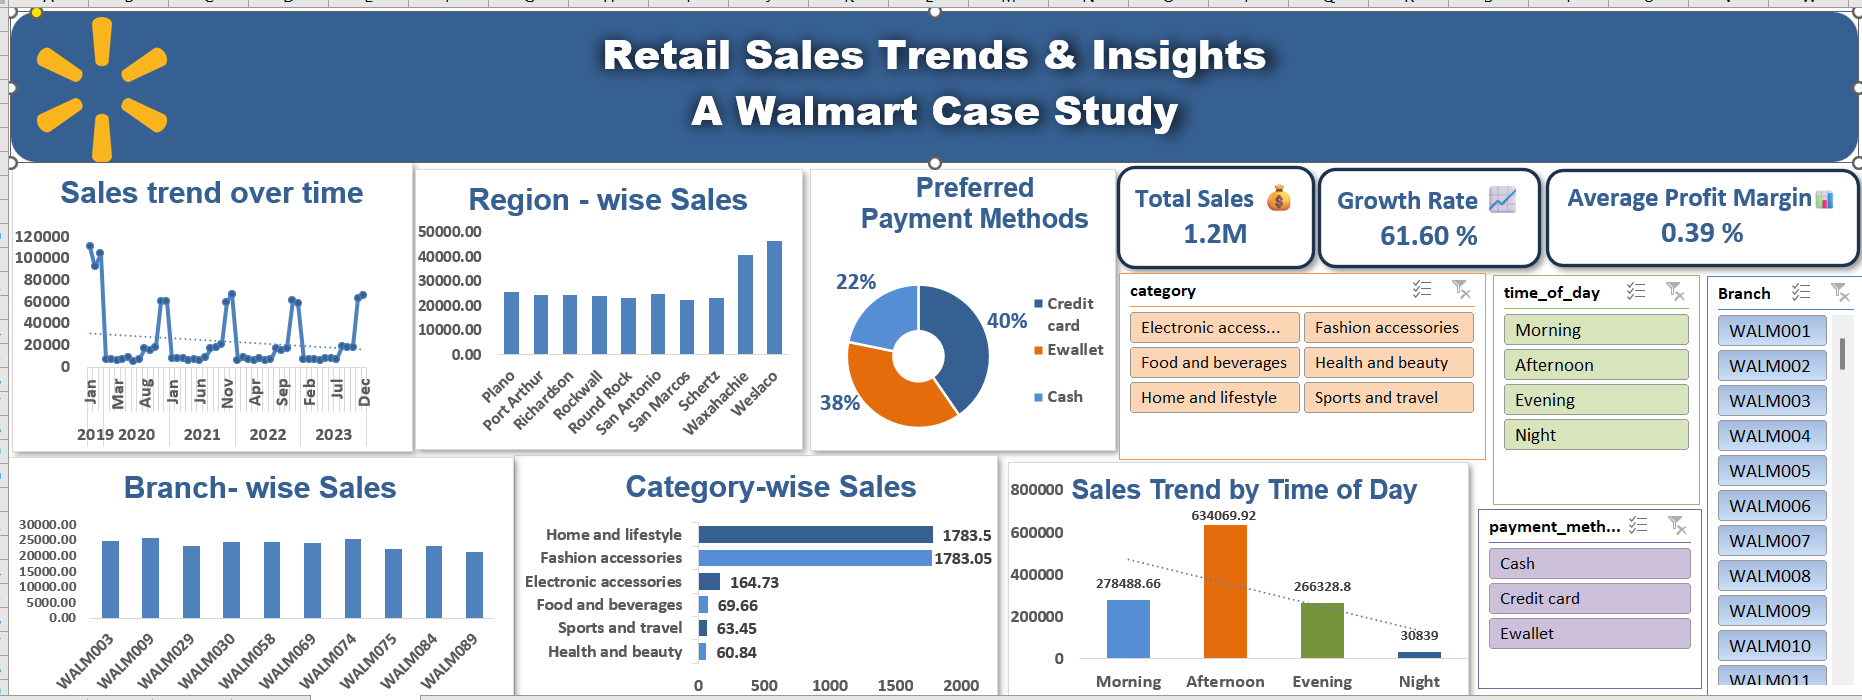 Retail Sales Trends & Insights
A Walmart Case Study
Sales trend over time
120000
100000
80000
60000
40000
20000
0
Jan Mar Aug Jan Jun Nov Apr Sep Feb Jul Dec
2019 2020 2021 2022 2023
Region - wise Sales
50000.00
40000.00
30000.00
20000.00
10000.00
0.00
Plano Port Arthur Richardson Rockwall Round Rock San Antonio San Marcos Schertz Waxahachie Weslaco
Preferred
Payment Methods
22%
40%
38%
Credit
card
Ewallet
Cash
Total Sales
1.2M
Growth Rate
61.60 %
Average Profit Margin
0.39 %
category
Electronic access...
Fashion accessories
Food and beverages
Health and beauty
Home and lifestyle
Sports and travel
time_of_day
Morning
Afternoon
Evening
Night
Branch
WALM001
WALM002
WALM003
WALM004
WALM005
WALM006
WALM007
WALM008
WALM009
WALM010
WALM011
payment_meth...
Cash
Credit card
Ewallet
Branch- wise Sales
30000.00
25000.00
20000.00
15000.00
10000.00
5000.00
0.00
WALM003 WALM009 WALM029 WALM030 WALM058 WALM069 WALM074 WALM075 WALM084 WALM089
Category-wise Sales
Home and lifestyle 1783.5
Fashion accessories 1783.05
Electronic accessories 164.73
Food and beverages 69.66
Sports and travel 63.45
Health and beauty 60.84
0 500 1000 1500 2000
Sales Trend by Time of Day
800000
600000
400000
200000
0
278488.66
634069.92
266328.8
30839
Morning Afternoon Evening Night